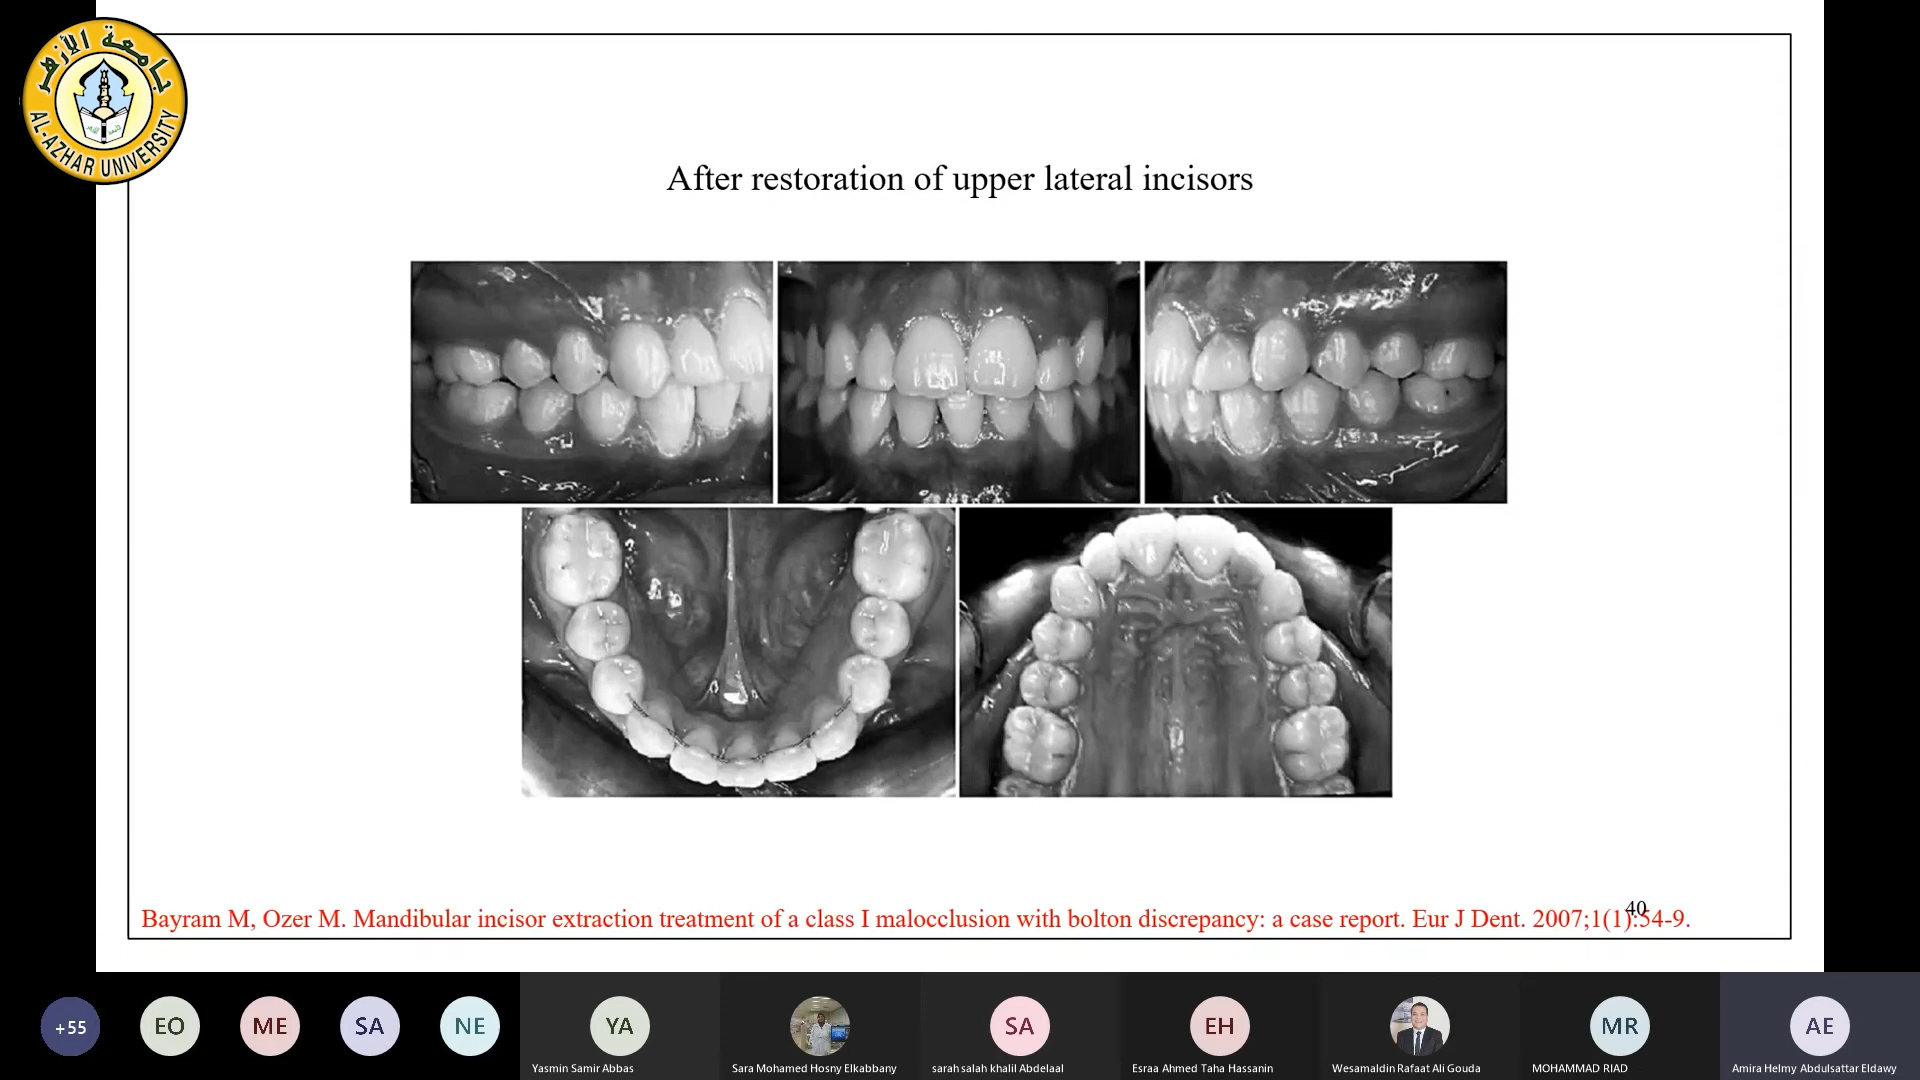 جامعة الأزهر
AL-AZHAR UNIVERSITY
After restoration of upper lateral incisors
40
Bayram M, Ozer M. Mandibular incisor extraction treatment of a class I malocclusion with bolton discrepancy: a case report. Eur J Dent. 2007;1(1):54-9.
+55
EO
ME
SA
NE
YA
SA
EH
MR
AE
Yasmin Samir Abbas
Sara Mohamed Hosny Elkabbany
sarah salah khalil Abdelaal
Esraa Ahmed Taha Hassanin
Wesamaldin Rafaat Ali Gouda
MOHAMMAD RIAD
Amira Helmy Abdulsattar Eldawy